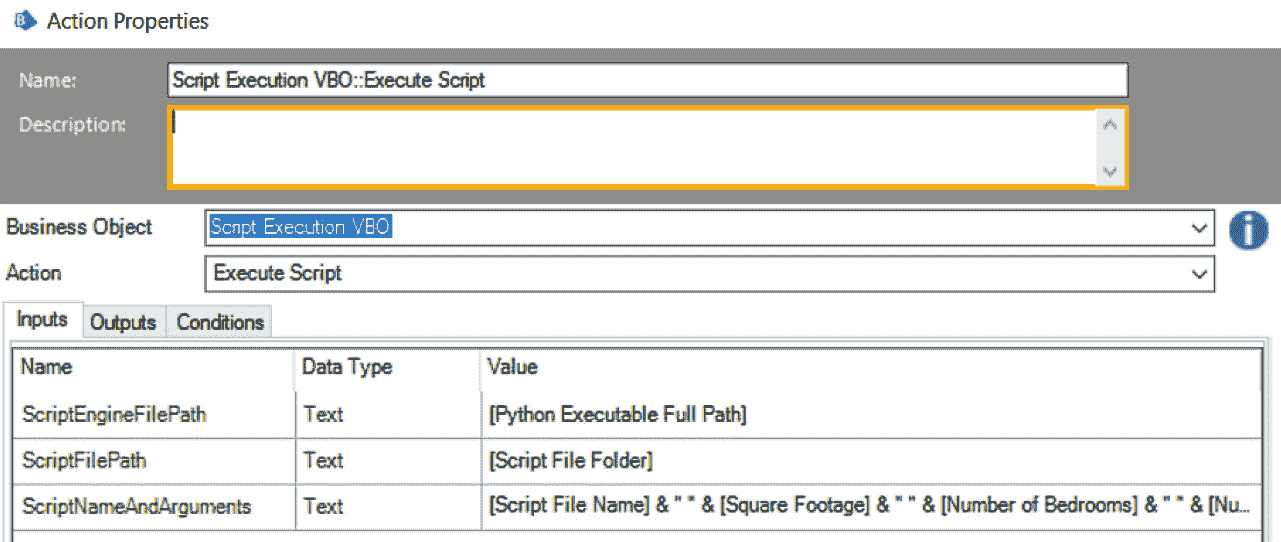 Action Properties
Name: Script Execution VBO::Execute Script
Description:
Business Object Script Execution VBO
Action Execute Script
Inputs Outputs Conditions
Name Data Type Value
ScriptEngineFilePath Text [Python Executable Full Path]
ScriptFilePath Text [Script File Folder]
ScriptNameAndArguments Text [Script File Name] & " " & [Square Footage] & " " & [Number of Bedrooms] & " " & [Nu...